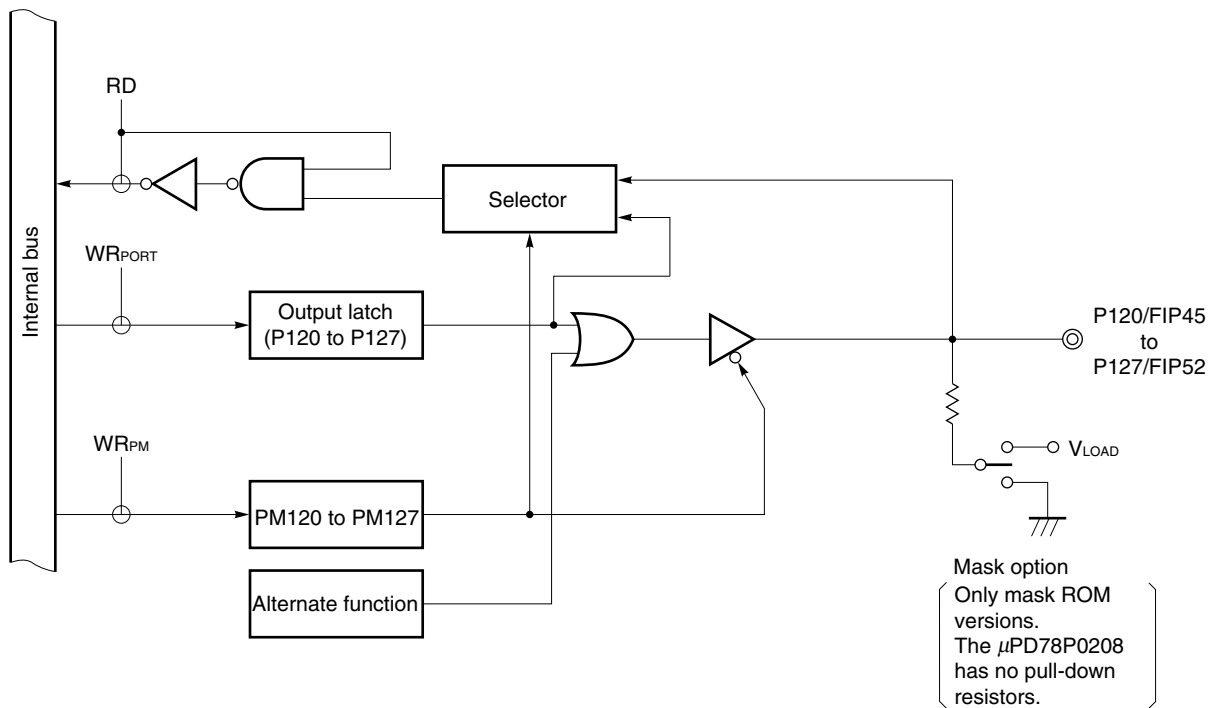 RD
Internal bus
Selector
WRPORT
Output latch
(P120 to P127)
P120/FIP45
to
P127/FIP52
WRPM
VLOAD
PM120 to PM127
Alternate function
Mask option
Only mask ROM
versions.
The μPD78P0208
has no pull-down
resistors.